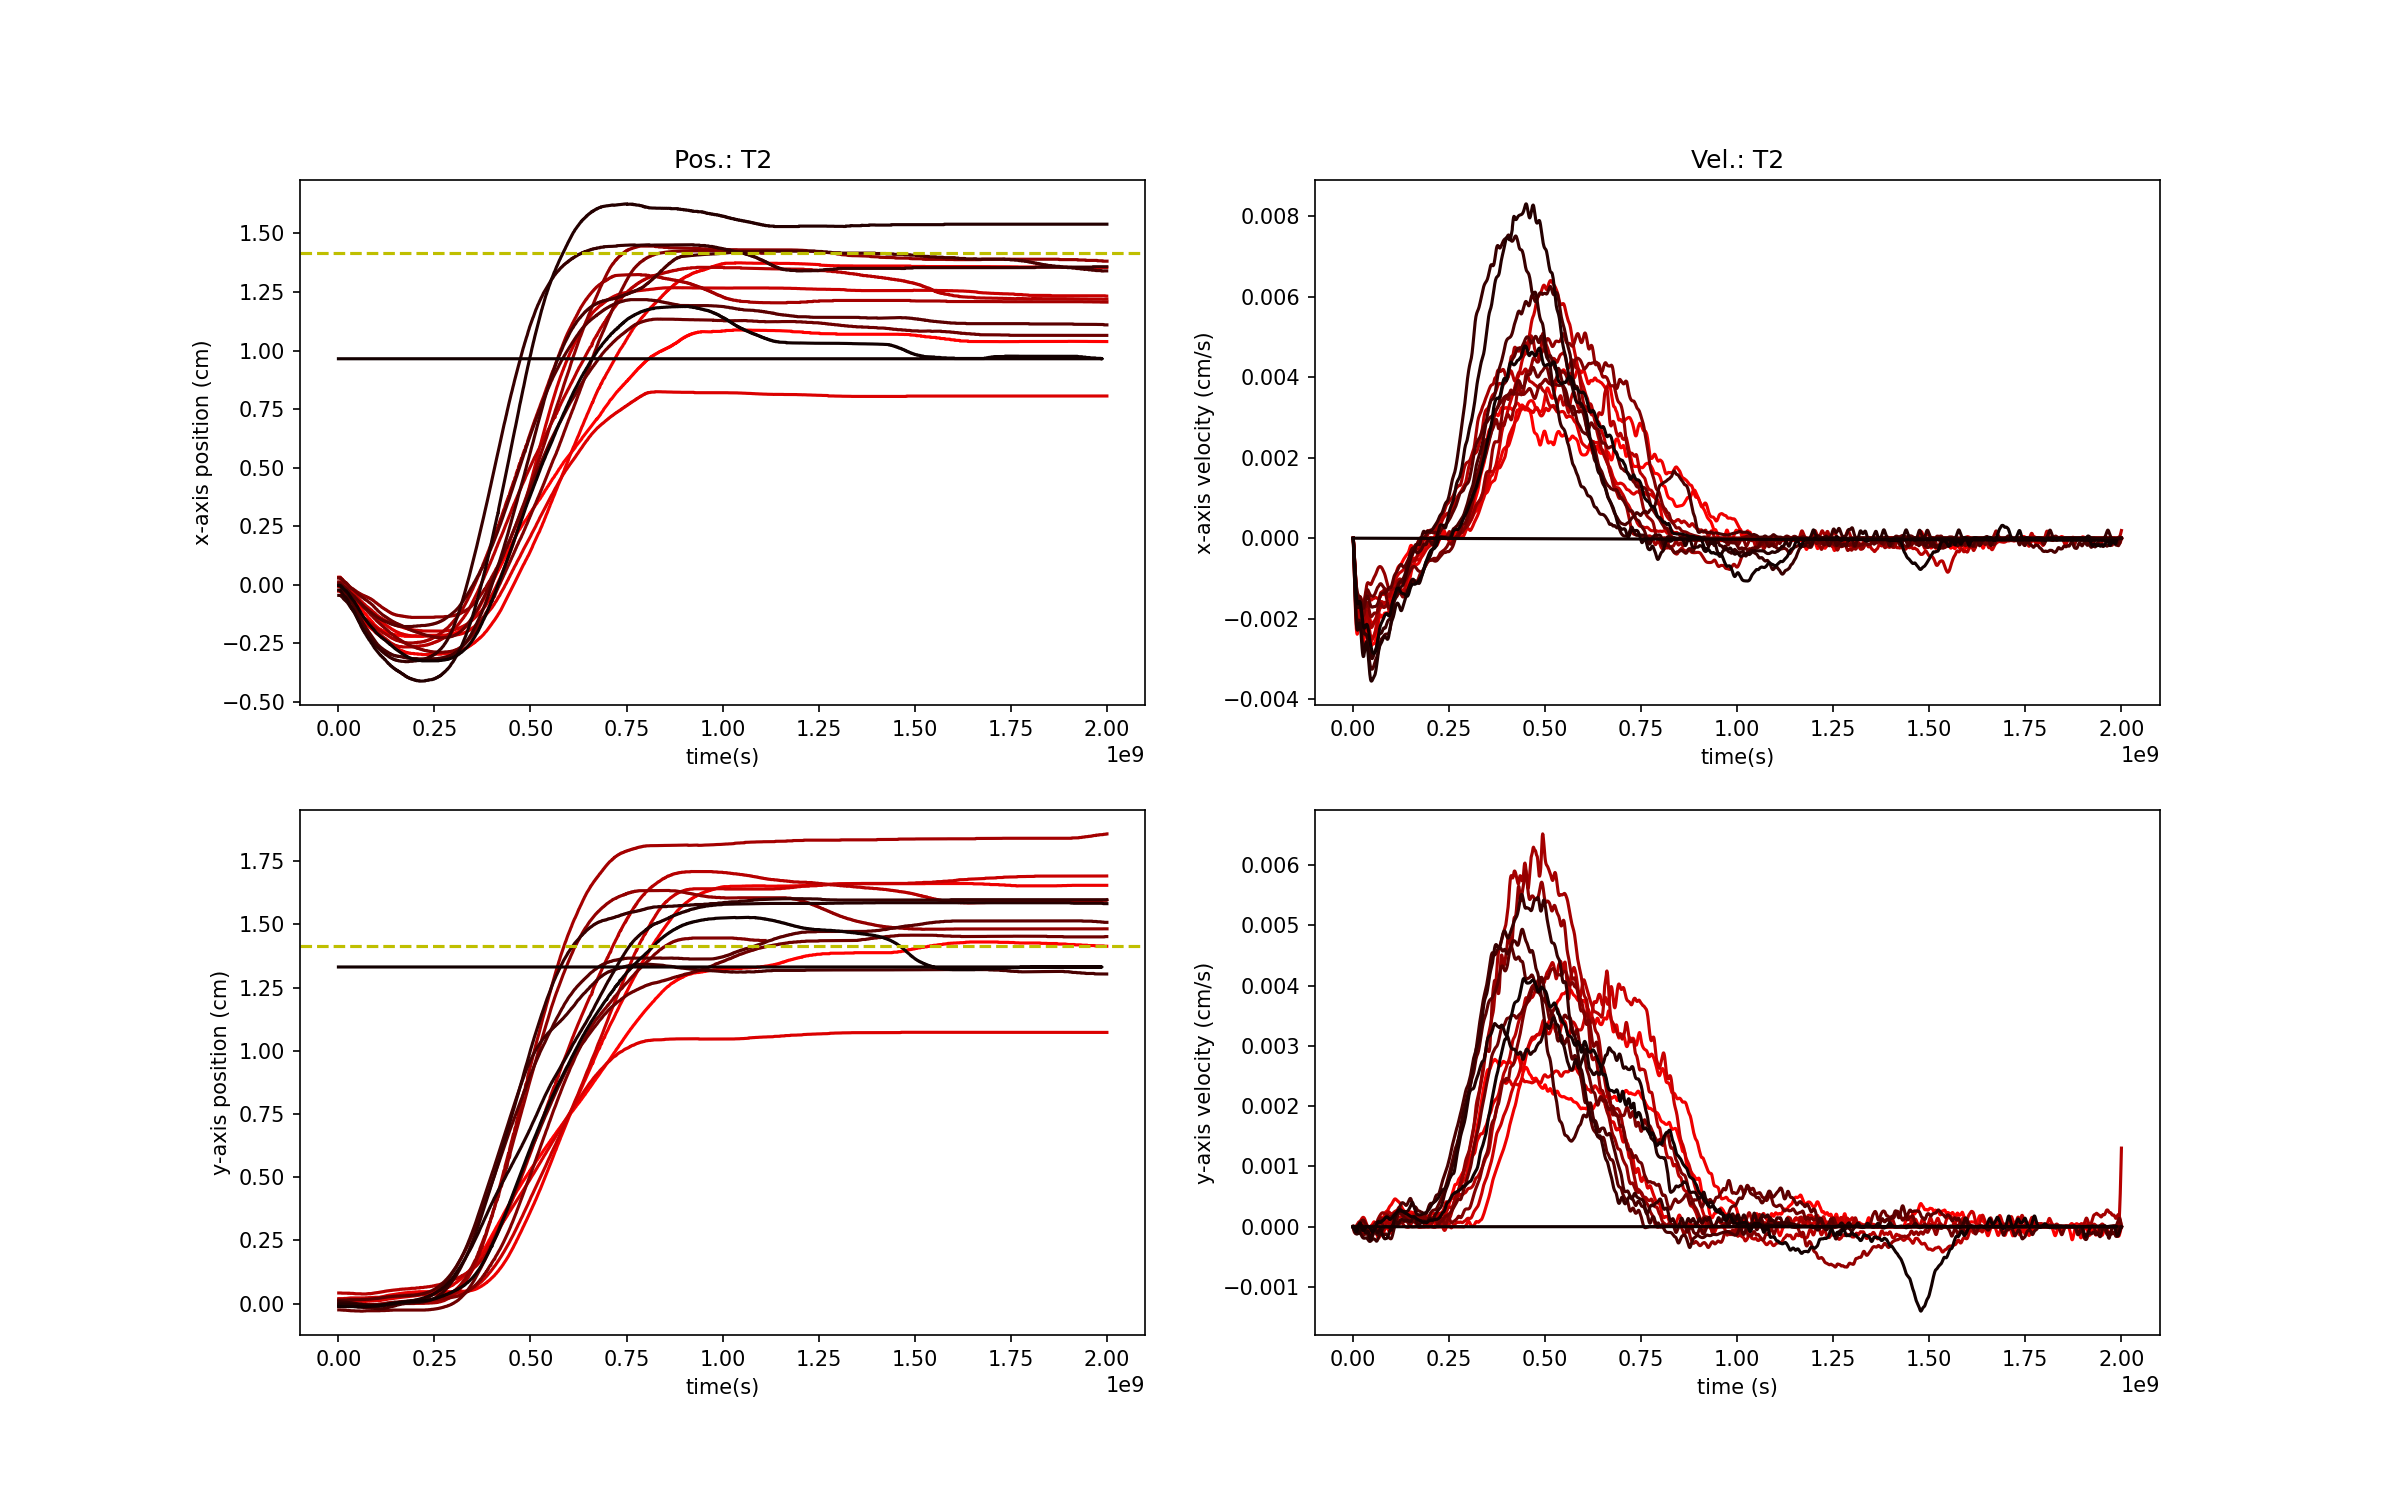 Pos.: T2
x-axis position (cm)
1.50
1.25
1.00
0.75
0.50
0.25
0.00
−0.25
−0.50
0.00 0.25 0.50 0.75 1.00 1.25 1.50 1.75 2.00
time(s)
1e9
Vel.: T2
x-axis velocity (cm/s)
0.008
0.006
0.004
0.002
0.000
−0.002
−0.004
0.00 0.25 0.50 0.75 1.00 1.25 1.50 1.75 2.00
time(s)
1e9
y-axis position (cm)
1.75
1.50
1.25
1.00
0.75
0.50
0.25
0.00
0.00 0.25 0.50 0.75 1.00 1.25 1.50 1.75 2.00
time(s)
1e9
y-axis velocity (cm/s)
0.006
0.005
0.004
0.003
0.002
0.001
0.000
−0.001
0.00 0.25 0.50 0.75 1.00 1.25 1.50 1.75 2.00
time (s)
1e9